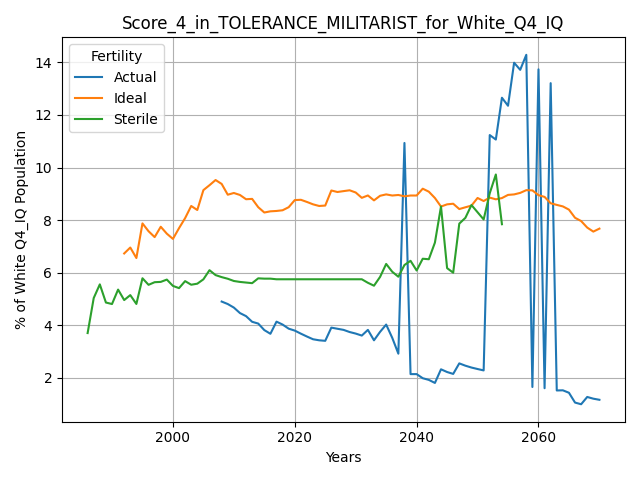 Score_4_in_TOLERANCE_MILITARIST_for_White_Q4_IQ
Fertility
Actual
Ideal
Sterile
% of White Q4_IQ Population
14
12
10
8
6
4
2
2000
2020
2040
2060
Years